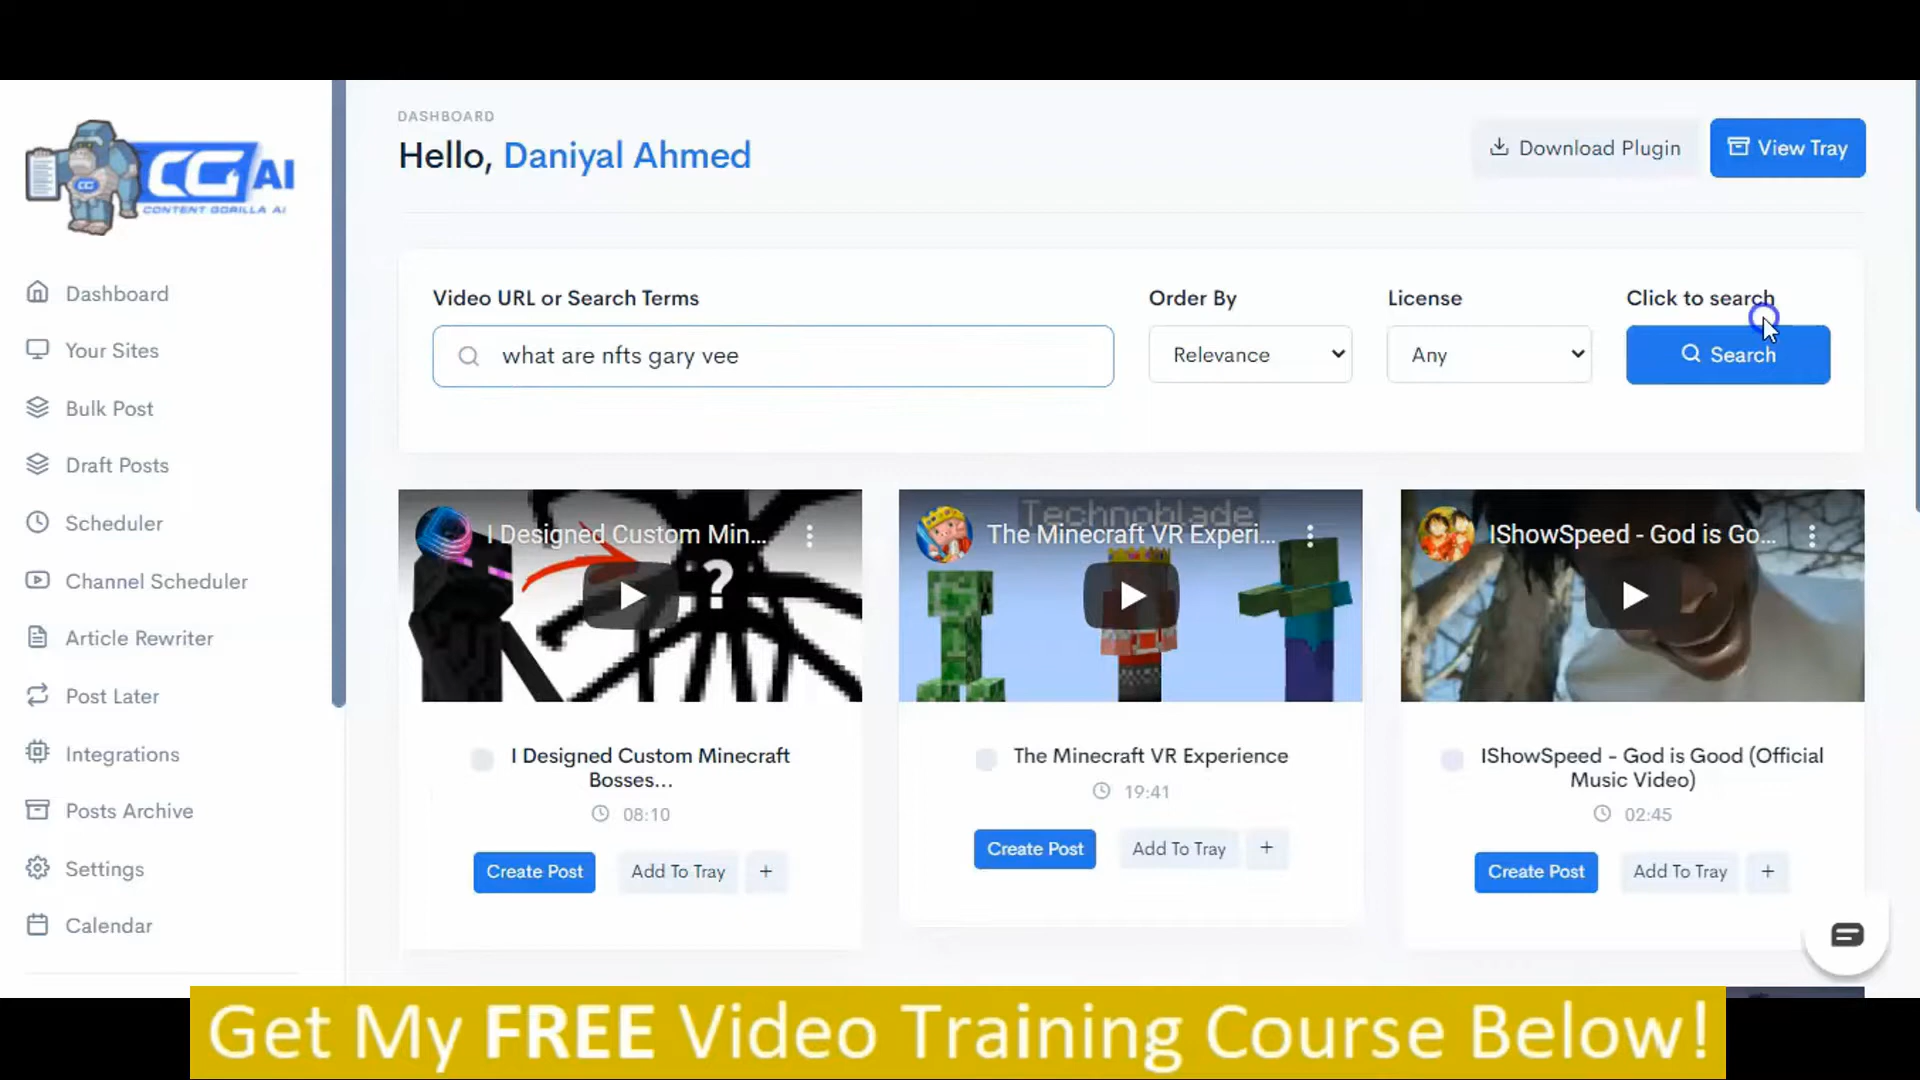 CG AI
CONTENT GORILLA AI
CG
Dashboard
Your Sites
Bulk Post
Draft Posts
Scheduler
Channel Scheduler
Article Rewriter
Post Later
Integrations
Posts Archive
Settings
Calendar
DASHBOARD
Hello, Daniyal Ahmed
Download Plugin
View Tray
Video URL or Search Terms
Order By
License
Click to search
what are nfts gary vee
Relevance
Any
Search
I Designed Custom Min...
?
I Designed Custom Minecraft
Bosses...
08:10
Create Post
Add To Tray
+
Technoblade
The Minecraft VR Experi...
The Minecraft VR Experience
19:41
Create Post
Add To Tray
+
IShowSpeed - God is Go...
IShowSpeed - God is Good (Official
Music Video)
02:45
Create Post
Add To Tray
+
Get My FREE Video Training Course Below!